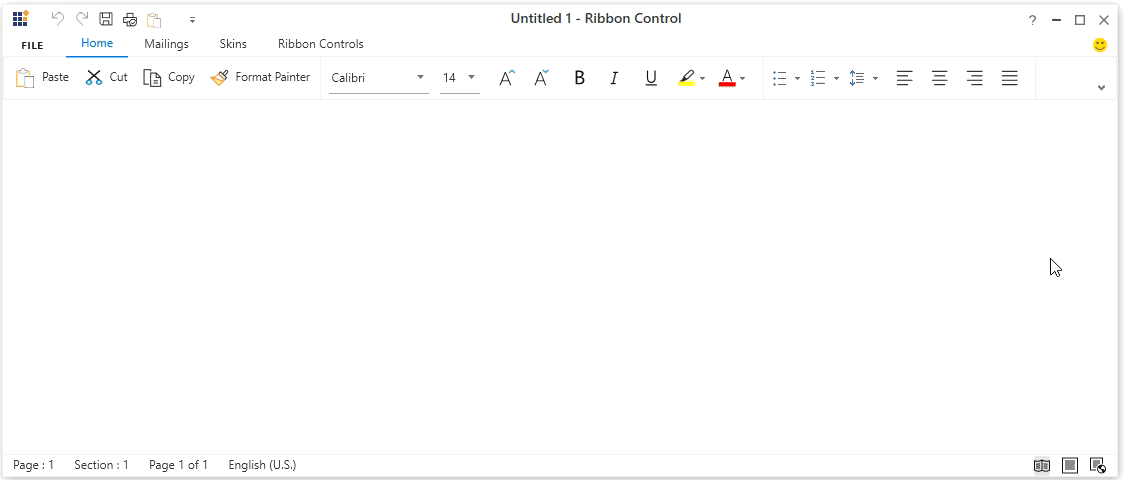 Untitled 1 - Ribbon Control
FILE Home Mailings Skins Ribbon Controls
Paste Cut Copy Format Painter Calibri 14 A A B I U A
Page : 1 Section : 1 Page 1 of 1 English (U.S.)